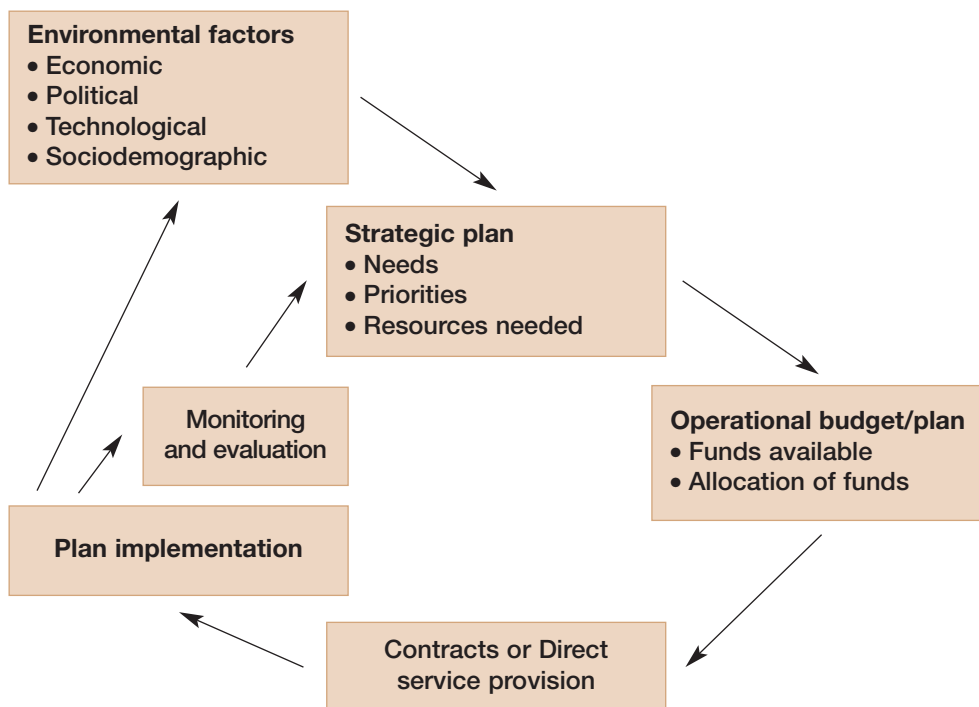 Environmental factors
• Economic
• Political
• Technological
• Sociodemographic
Strategic plan
• Needs
• Priorities
• Resources needed
Monitoring
and evaluation
Operational budget/plan
• Funds available
• Allocation of funds
Plan implementation
Contracts or Direct
service provision